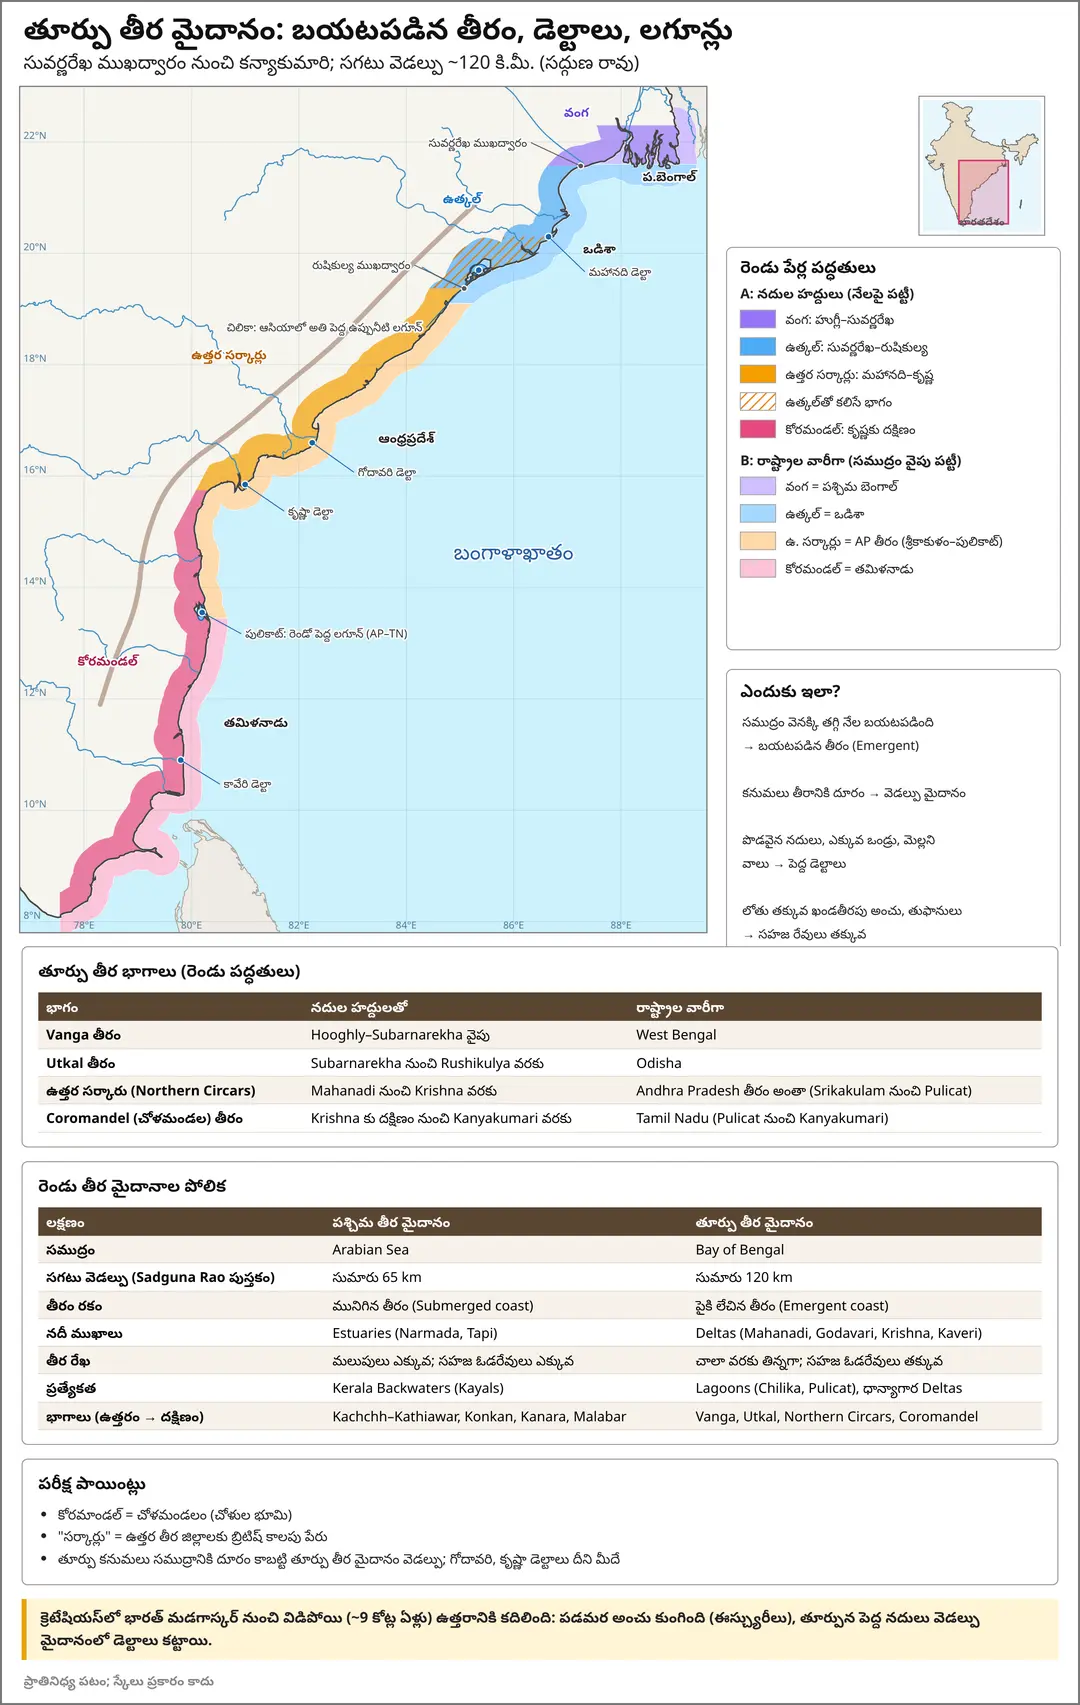 తూర్పు తీర మైదానం: బయటపడిన తీరం, డెల్టాలు, లగూన్లు
సువర్ణరేఖ ముఖద్వారం నుంచి కన్యాకుమారి; సగటు వెడల్పు ~120 కి.మీ. (సద్గుణ రావు)
వంగ
22°N
సువర్ణరేఖ ముఖద్వారం
ప.బెంగాల్
ఉత్కల్
20°N
ఒడిశా
రుషికుల్య ముఖద్వారం
మహానది డెల్టా
చిలికా: ఆసియాలో అతి పెద్ద ఉప్పునీటి లగూన్
18°N
ఉత్తర సర్కార్లు
ఆంధ్రప్రదేశ్
16°N
గోదావరి డెల్టా
కృష్ణా డెల్టా
బంగాళాఖాతం
14°N
పులికాట్: రెండో పెద్ద లగూన్ (AP–TN)
కోరమండల్
12°N
తమిళనాడు
కావేరి డెల్టా
10°N
8°N
78°E
80°E
82°E
84°E
86°E
88°E
భారతదేశం
రెండు పేర్ల పద్ధతులు
A: నదుల హద్దులు (నేలపై పట్టీ)
వంగ: హుగ్లీ–సువర్ణరేఖ
ఉత్కల్: సువర్ణరేఖ–రుషికుల్య
ఉత్తర సర్కార్లు: మహానది–కృష్ణ
ఉత్కల్‌తో కలిసే భాగం
కోరమండల్: కృష్ణకు దక్షిణం
B: రాష్ట్రాల వారీగా (సముద్రం వైపు పట్టీ)
వంగ = పశ్చిమ బెంగాల్
ఉత్కల్ = ఒడిశా
ఉ. సర్కార్లు = AP తీరం (శ్రీకాకుళం–పులికాట్)
కోరమండల్ = తమిళనాడు
ఎందుకు ఇలా?
సముద్రం వెనక్కి తగ్గి నేల బయటపడింది
→ బయటపడిన తీరం (Emergent)
కనుమలు తీరానికి దూరం → వెడల్పు మైదానం
పొడవైన నదులు, ఎక్కువ ఒండ్రు, మెల్లని
వాలు → పెద్ద డెల్టాలు
లోతు తక్కువ ఖండతీరపు అంచు, తుఫానులు
→ సహజ రేవులు తక్కువ
తూర్పు తీర భాగాలు (రెండు పద్ధతులు)
భాగం నదుల హద్దులతో రాష్ట్రాల వారీగా
Vanga తీరం Hooghly–Subarnarekha వైపు West Bengal
Utkal తీరం Subarnarekha నుంచి Rushikulya వరకు Odisha
ఉత్తర సర్కారు (Northern Circars) Mahanadi నుంచి Krishna వరకు Andhra Pradesh తీరం అంతా (Srikakulam నుంచి Pulicat)
Coromandel (చోళమండల) తీరం Krishna కు దక్షిణం నుంచి Kanyakumari వరకు Tamil Nadu (Pulicat నుంచి Kanyakumari)
రెండు తీర మైదానాల పోలిక
లక్షణం పశ్చిమ తీర మైదానం తూర్పు తీర మైదానం
సముద్రం Arabian Sea Bay of Bengal
సగటు వెడల్పు (Sadguna Rao పుస్తకం) సుమారు 65 km సుమారు 120 km
తీరం రకం మునిగిన తీరం (Submerged coast) పైకి లేచిన తీరం (Emergent coast)
నదీ ముఖాలు Estuaries (Narmada, Tapi) Deltas (Mahanadi, Godavari, Krishna, Kaveri)
తీర రేఖ మలుపులు ఎక్కువ; సహజ ఓడరేవులు ఎక్కువ చాలా వరకు తిన్నగా; సహజ ఓడరేవులు తక్కువ
ప్రత్యేకత Kerala Backwaters (Kayals) Lagoons (Chilika, Pulicat), ధాన్యాగార Deltas
భాగాలు (ఉత్తరం → దక్షిణం) Kachchh–Kathiawar, Konkan, Kanara, Malabar Vanga, Utkal, Northern Circars, Coromandel
పరీక్ష పాయింట్లు
• కోరమాండల్ = చోళమండలం (చోళుల భూమి)
• "సర్కార్లు" = ఉత్తర తీర జిల్లాలకు బ్రిటిష్ కాలపు పేరు
• తూర్పు కనుమలు సముద్రానికి దూరం కాబట్టి తూర్పు తీర మైదానం వెడల్పు; గోదావరి, కృష్ణా డెల్టాలు దీని మీదే
క్రెటేషియస్‌లో భారత్ మడగాస్కర్ నుంచి విడిపోయి (~9 కోట్ల ఏళ్లు) ఉత్తరానికి కదిలింది: పడమర అంచు కుంగింది (ఈస్చ్యురీలు), తూర్పున పెద్ద నదులు వెడల్పు
మైదానంలో డెల్టాలు కట్టాయి.
ప్రాతినిధ్య పటం; స్కేలు ప్రకారం కాదు